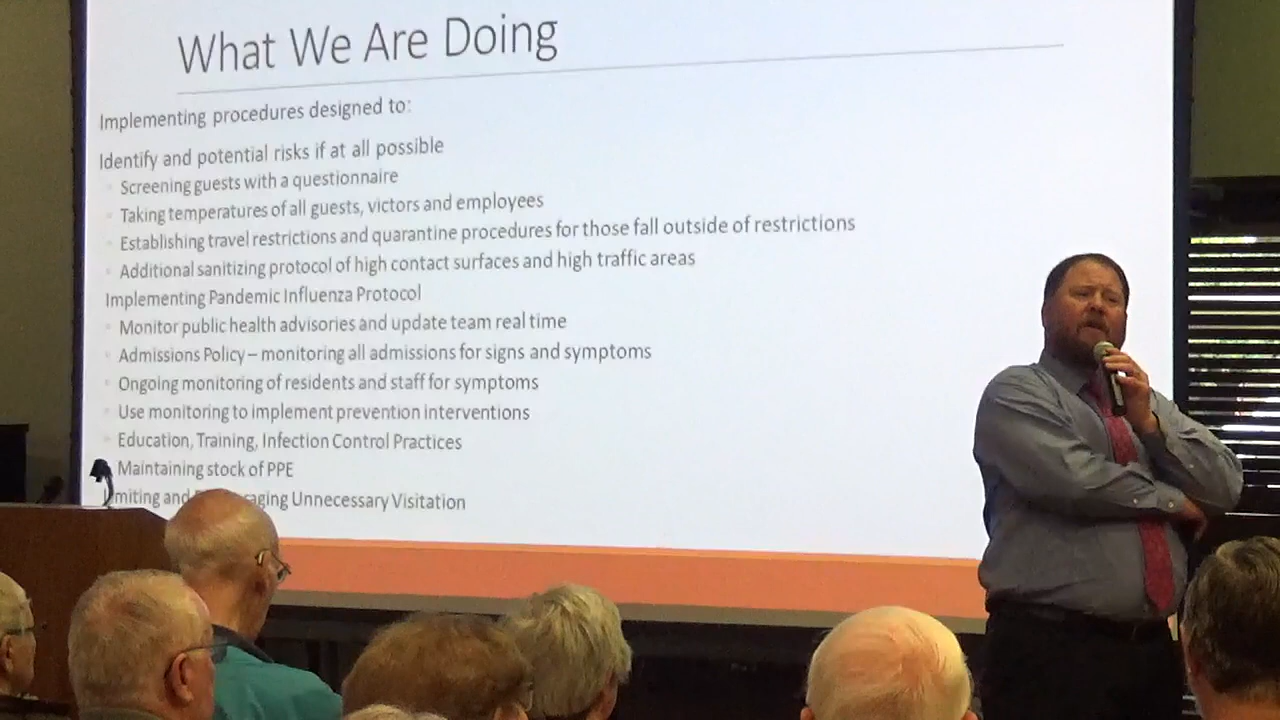 What We Are Doing
Implementing procedures designed to:
Identify and potential risks if at all possible
Screening guests with a questionnaire
Taking temperatures of all guests, victors and employees
Establishing travel restrictions and quarantine procedures for those fall outside of restrictions
Additional sanitizing protocol of high contact surfaces and high traffic areas
Implementing Pandemic Influenza Protocol
Monitor public health advisories and update team real time
Admissions Policy – monitoring all admissions for signs and symptoms
Ongoing monitoring of residents and staff for symptoms
Use monitoring to implement prevention interventions
Education, Training, Infection Control Practices
Maintaining stock of PPE
and Unnecessary Visitation